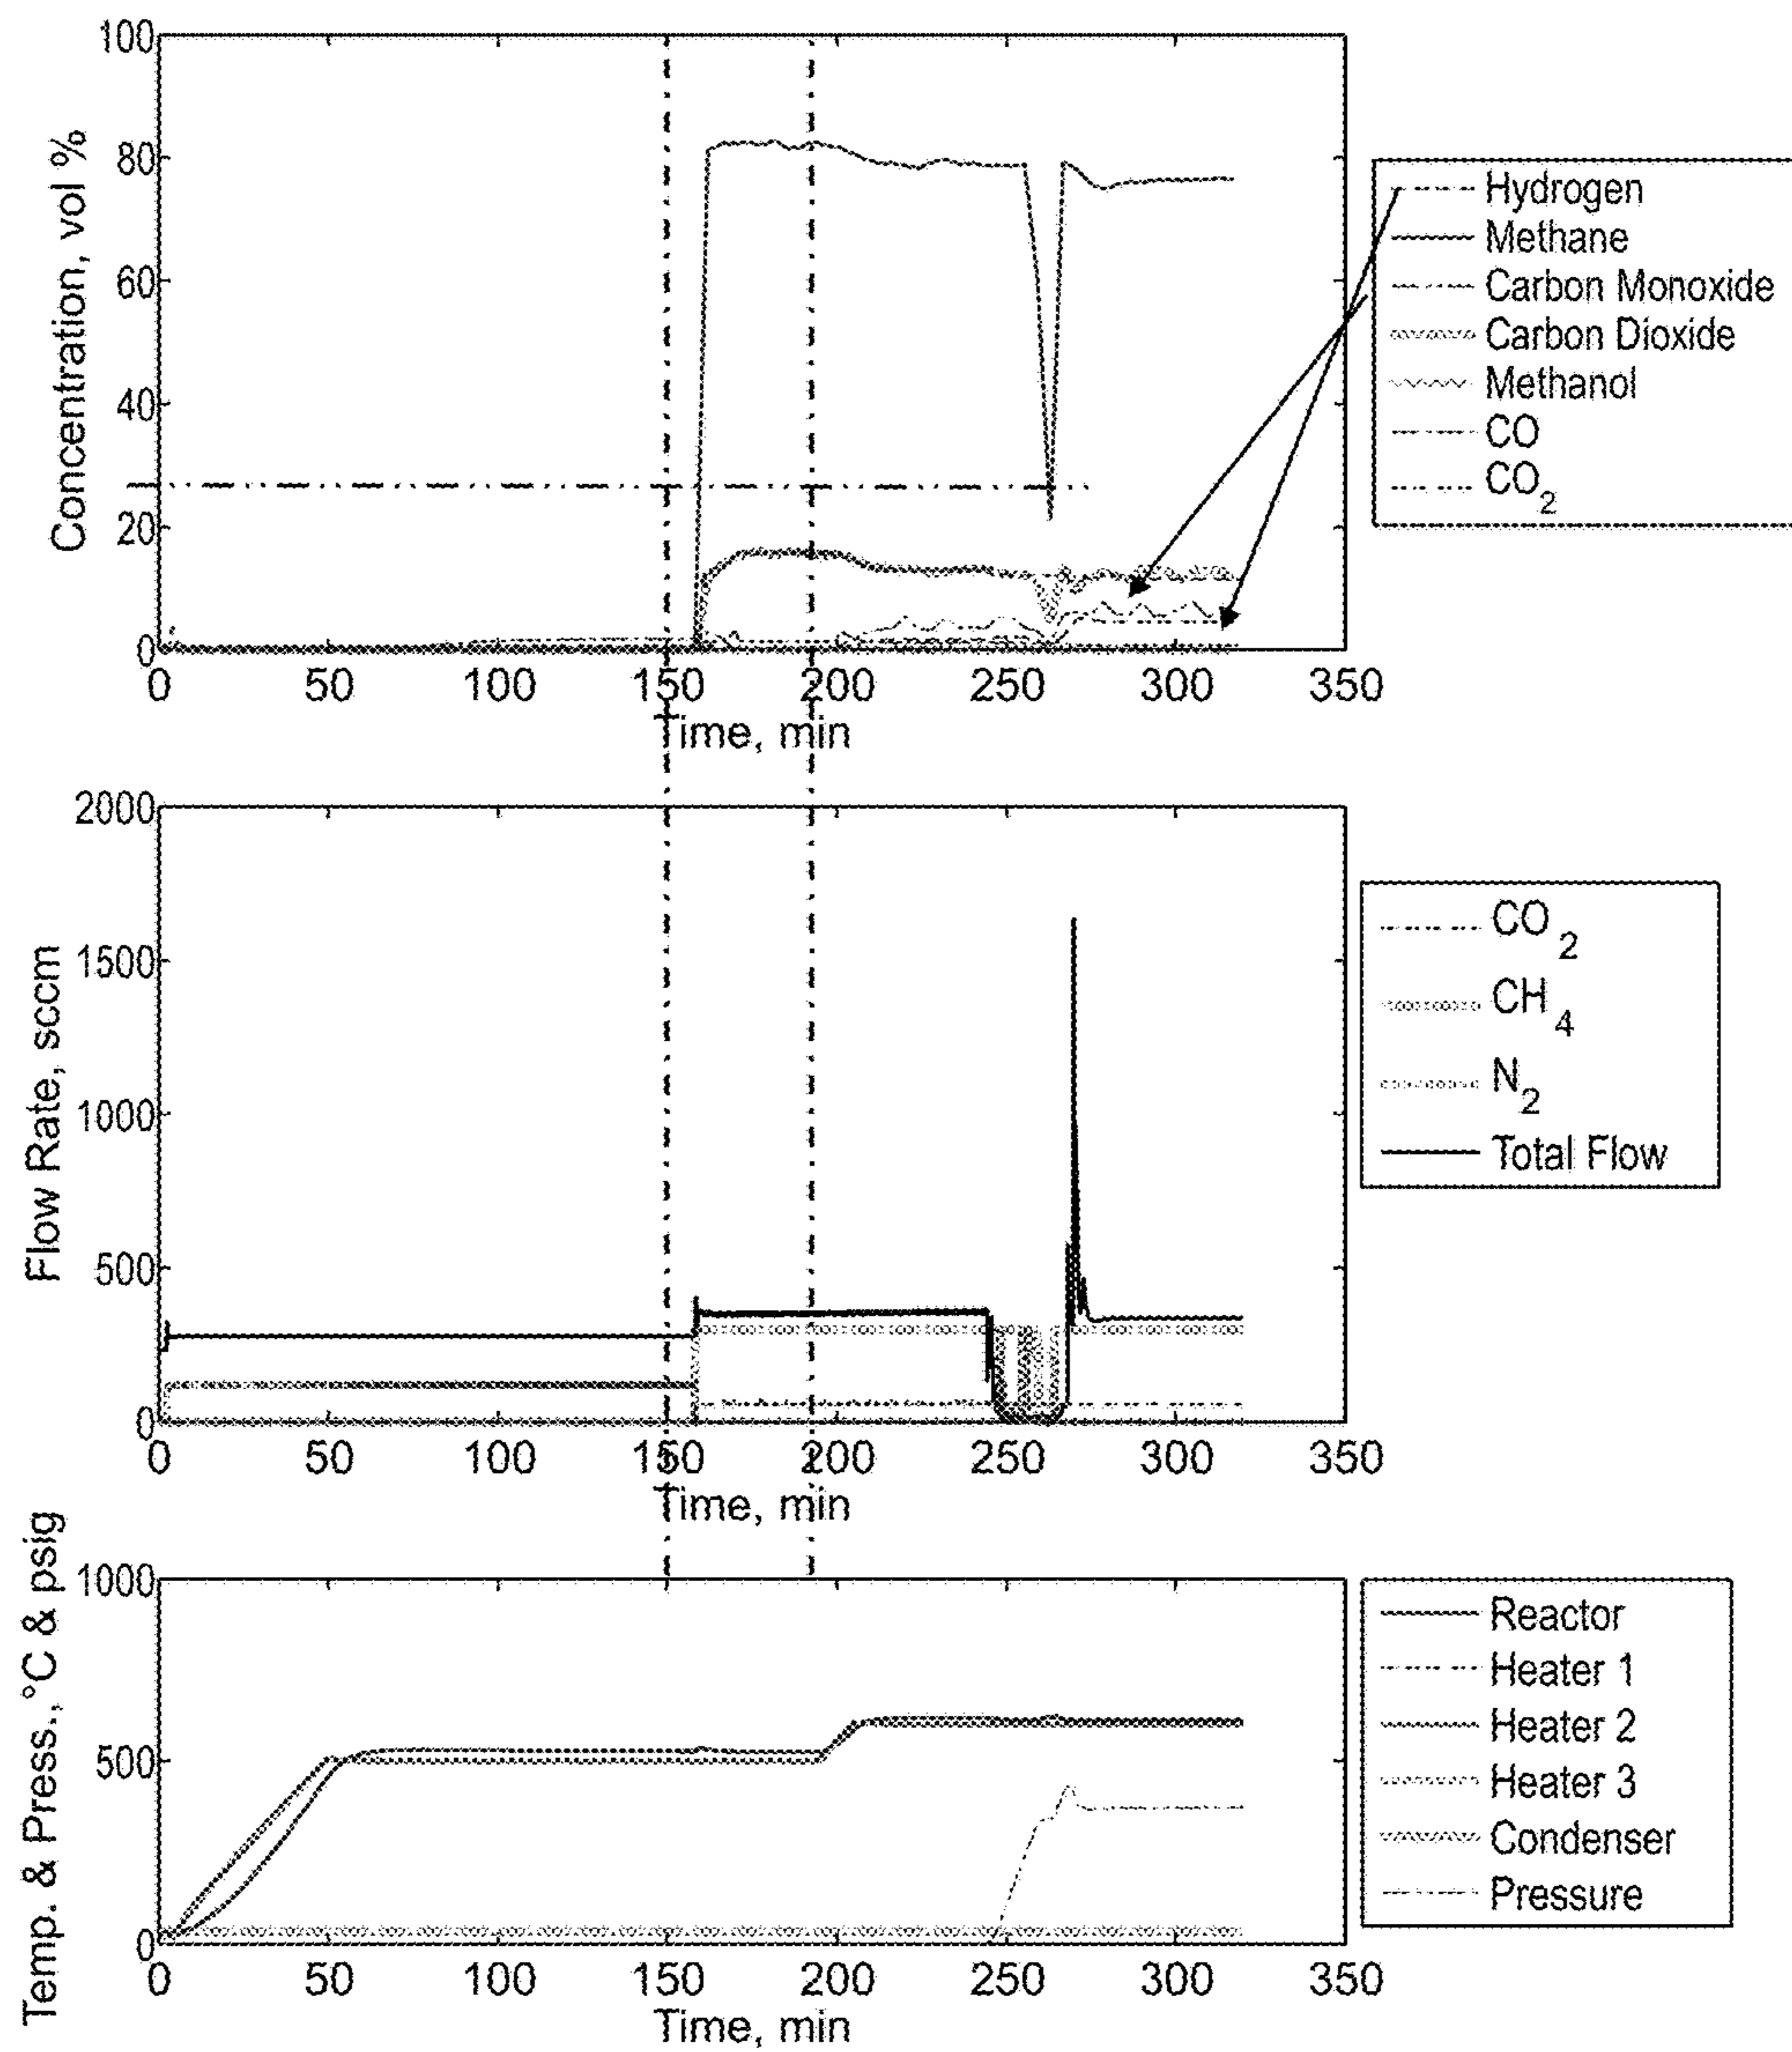 Concentration, vol %
100
80
60
40
20
0
0 50 100 150 200 250 300 350
Time, min
Hydrogen
Methane
Carbon Monoxide
Carbon Dioxide
Methanol
CO
CO2
Flow Rate, sccm
2000
1500
1000
500
0
0 50 100 150 200 250 300 350
Time, min
CO2
CH4
N2
Total Flow
Temp. & Press.,°C & psig
1000
500
0
0 50 100 150 200 250 300 350
Time, min
Reactor
Heater 1
Heater 2
Heater 3
Condenser
Pressure